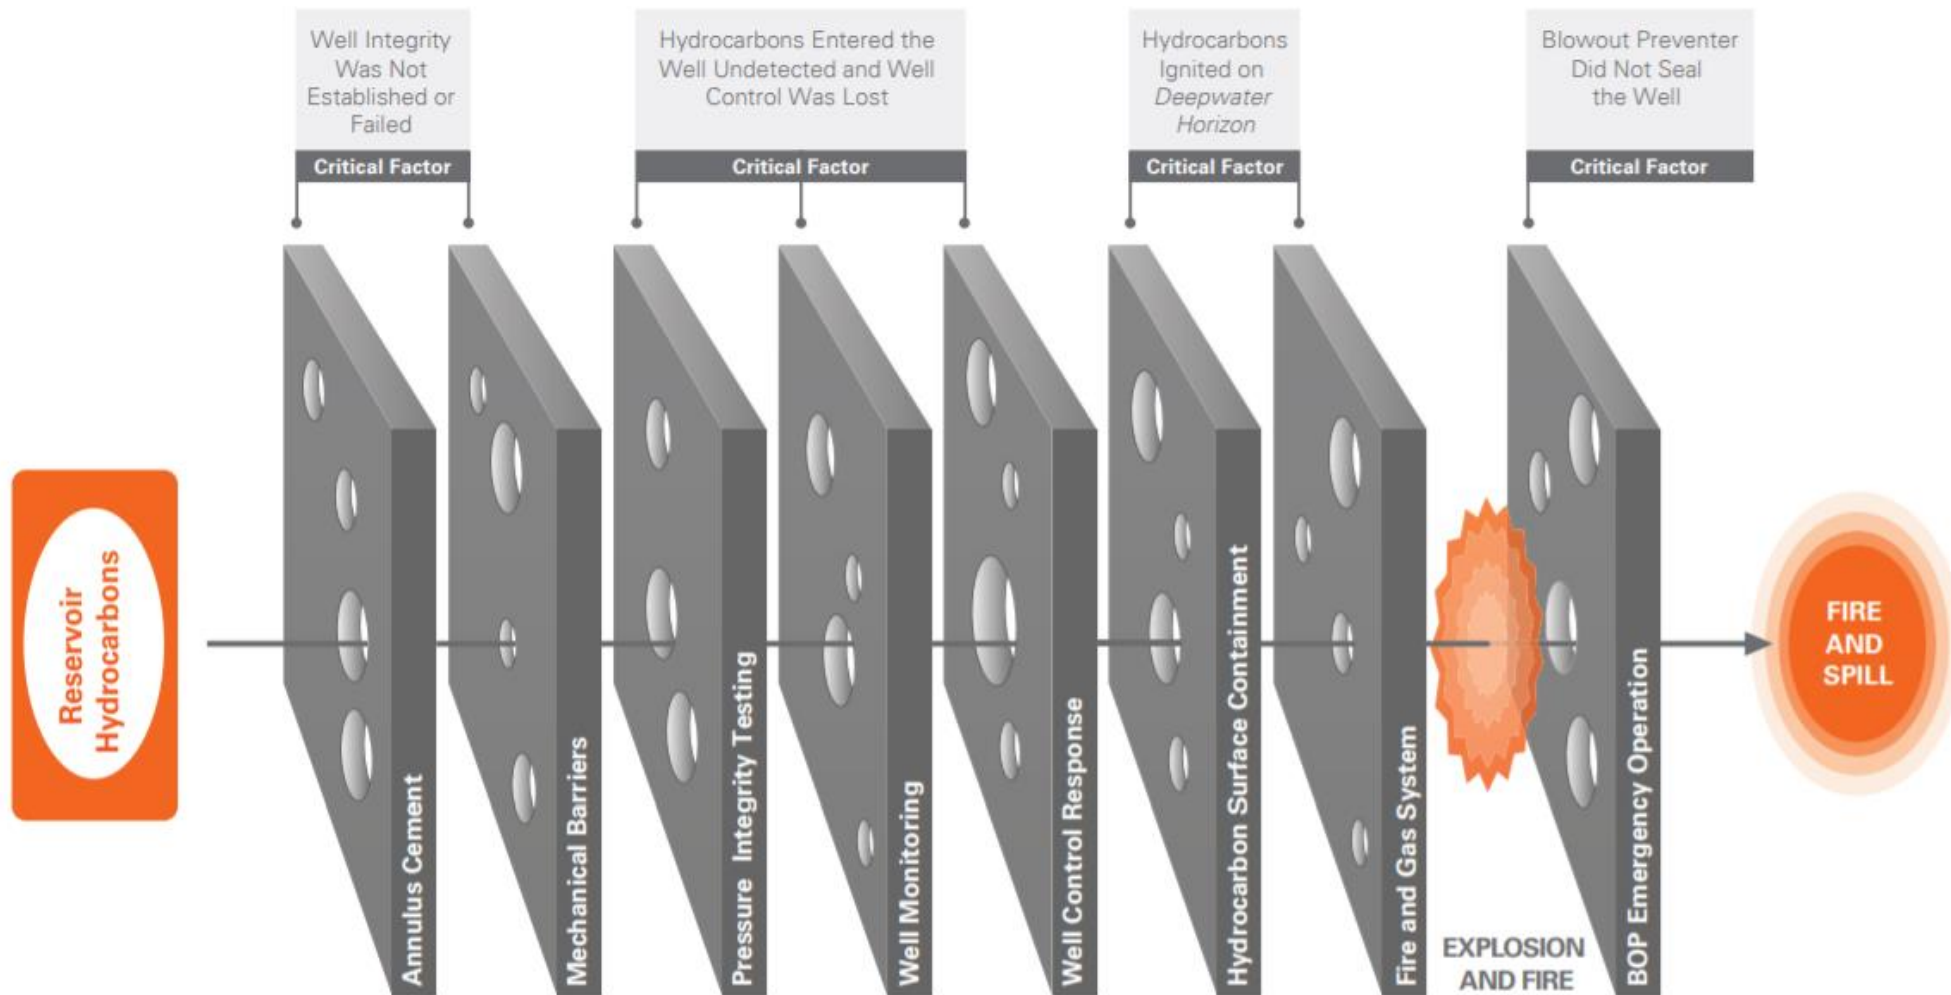 Well Integrity
Was Not
Established or
Failed
Critical Factor
Hydrocarbons Entered the
Well Undetected and Well
Control Was Lost
Critical Factor
Hydrocarbons
Ignited on
Deepwater
Horizon
Critical Factor
Blowout Preventer
Did Not Seal
the Well
Critical Factor
Reservoir
Hydrocarbons
Annulus Cement
Mechanical Barriers
Pressure Integrity Testing
Well Monitoring
Well Control Response
Hydrocarbon Surface Containment
Fire and Gas System
EXPLOSION
AND FIRE
BOP Emergency Operation
FIRE
AND
SPILL